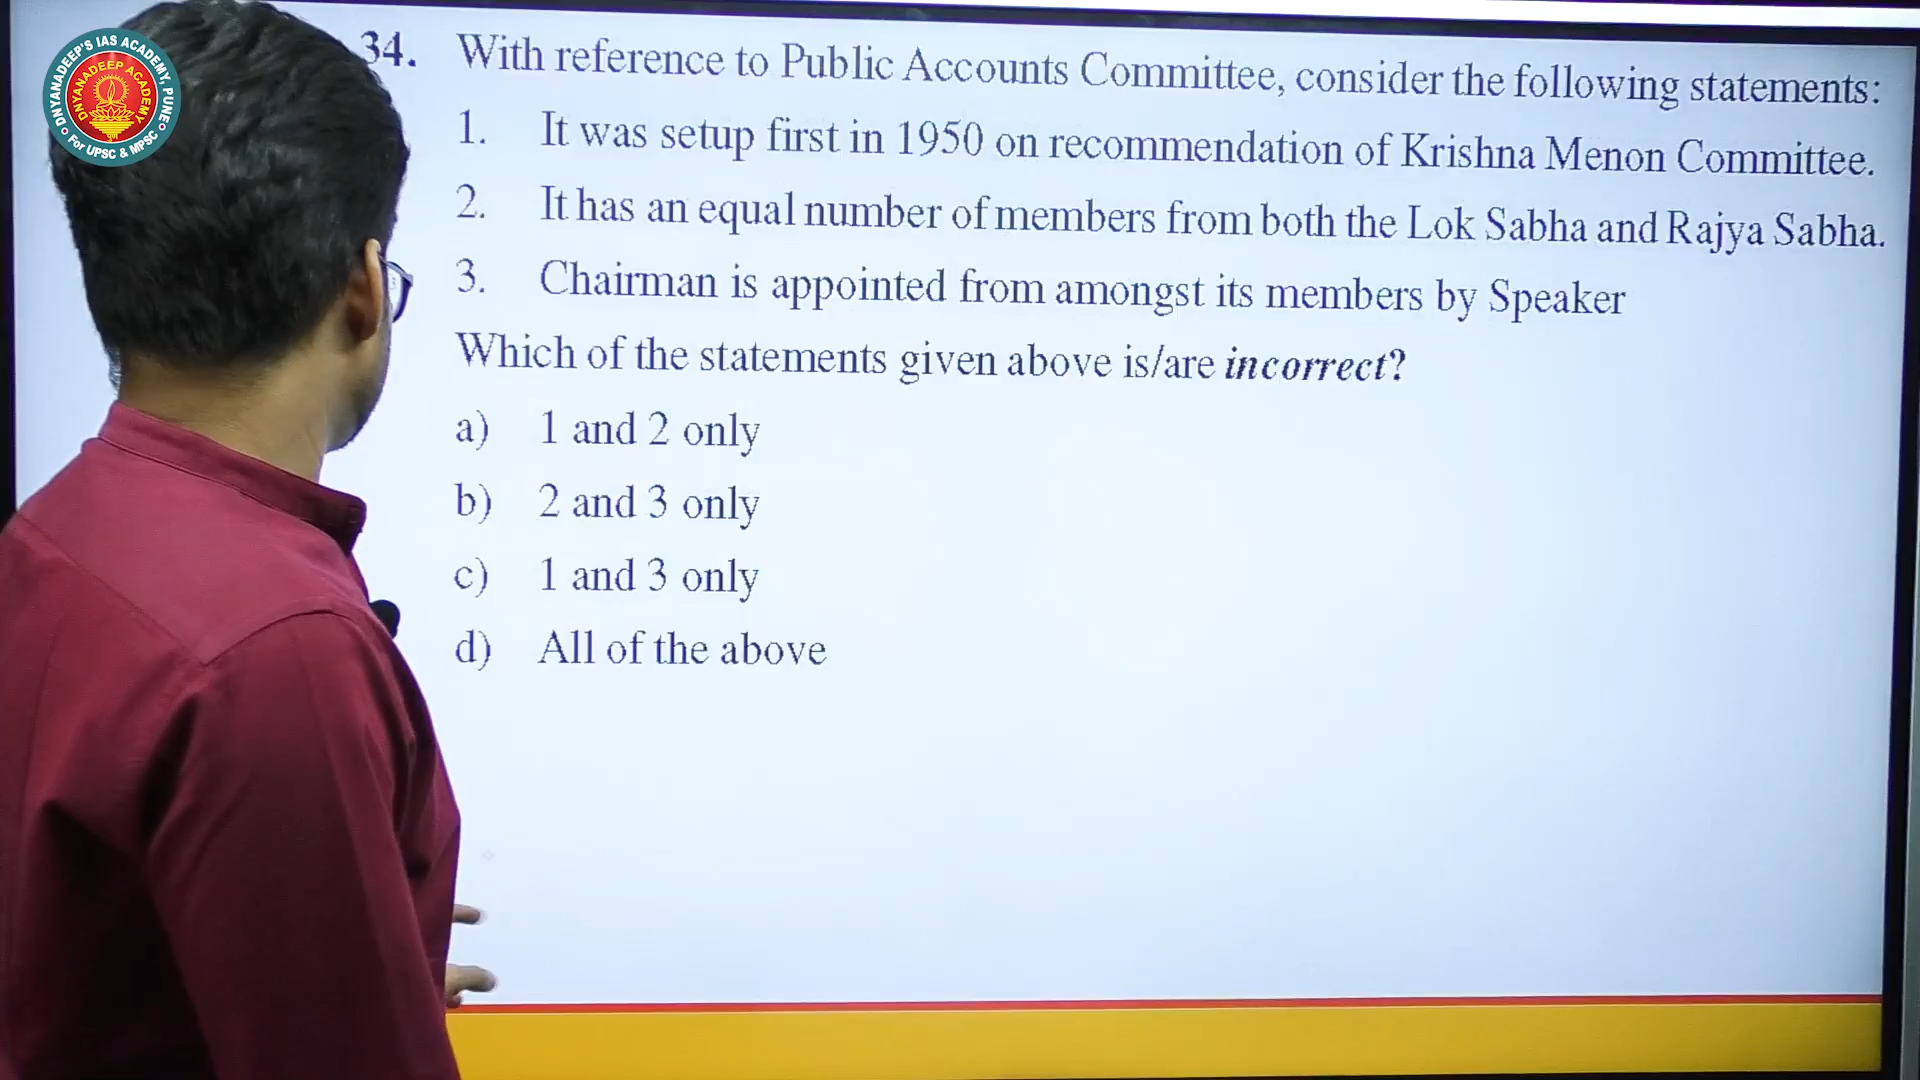 DNYANADEEP'S IAS ACADEMY, PUNE
DNYANADEEP ACADEMY
For UPSC & MPSC
34. With reference to Public Accounts Committee, consider the following statements:
1. It was setup first in 1950 on recommendation of Krishna Menon Committee.
2. It has an equal number of members from both the Lok Sabha and Rajya Sabha.
3. Chairman is appointed from amongst its members by Speaker
Which of the statements given above is/are incorrect?
a) 1 and 2 only
b) 2 and 3 only
c) 1 and 3 only
d) All of the above